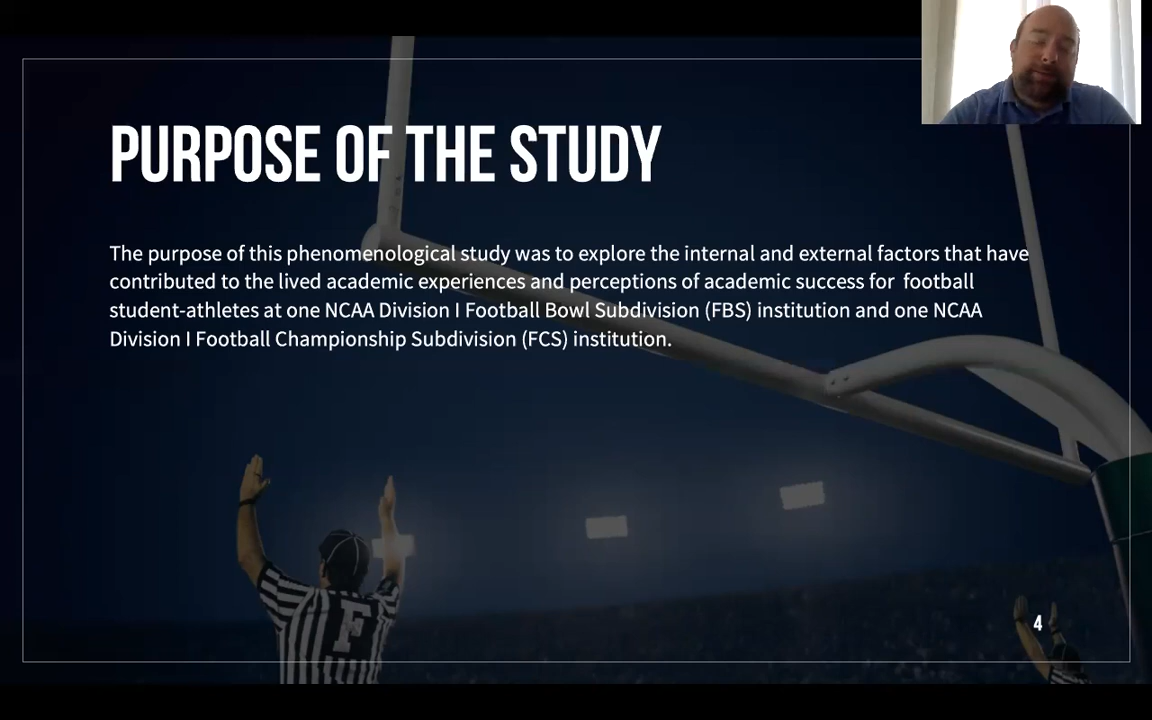 PURPOSE OF THE STUDY
The purpose of this phenomenological study was to explore the internal and external factors that have
contributed to the lived academic experiences and perceptions of academic success for football
student-athletes at one NCAA Division I Football Bowl Subdivision (FBS) institution and one NCAA
Division I Football Championship Subdivision (FCS) institution.
F
4